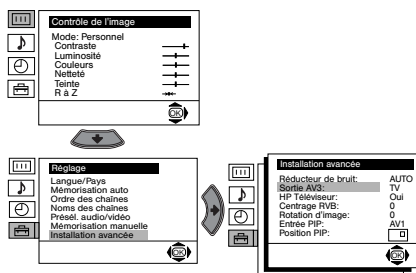 Contrôle de l'image
Mode: Personnel
Contraste
Luminosité
Couleurs
Netteté
Teinte
R à Z
OK
Réglage
Langue/Pays
Mémorisation auto
Ordre des chaînes
Noms des chaînes
Présél. audio/vidéo
Mémorisation manuelle
Installation avancée
OK
Installation avancée
Réducteur de bruit: AUTO
Sortie AV3: TV
HP Téléviseur: Oui
Centrage RVB: 0
Rotation d'image: 0
Entrée PIP: AV1
Position PIP:
OK